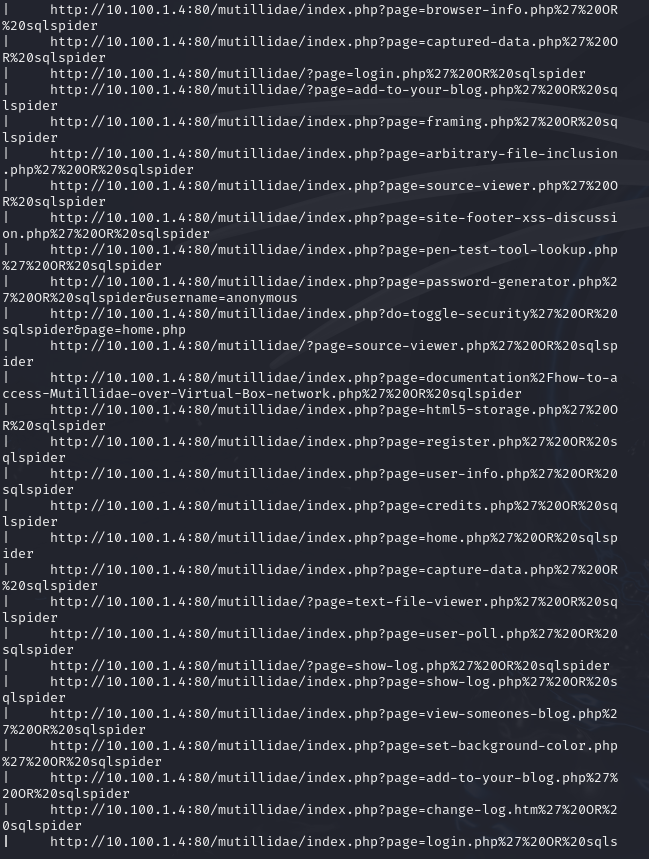 |     http://10.100.1.4:80/mutillidae/index.php?page=browser-info.php%27%20OR
%20sqlspider
|     http://10.100.1.4:80/mutillidae/index.php?page=captured-data.php%27%20O
R%20sqlspider
|     http://10.100.1.4:80/mutillidae/?page=login.php%27%20OR%20sqlspider
|     http://10.100.1.4:80/mutillidae/?page=add-to-your-blog.php%27%20OR%20sq
lspider
|     http://10.100.1.4:80/mutillidae/index.php?page=framing.php%27%20OR%20sq
lspider
|     http://10.100.1.4:80/mutillidae/index.php?page=arbitrary-file-inclusion
.php%27%20OR%20sqlspider
|     http://10.100.1.4:80/mutillidae/index.php?page=source-viewer.php%27%20O
R%20sqlspider
|     http://10.100.1.4:80/mutillidae/index.php?page=site-footer-xss-discussi
on.php%27%20OR%20sqlspider
|     http://10.100.1.4:80/mutillidae/index.php?page=pen-test-tool-lookup.php
%27%20OR%20sqlspider
|     http://10.100.1.4:80/mutillidae/index.php?page=password-generator.php%2
7%20OR%20sqlspider&username=anonymous
|     http://10.100.1.4:80/mutillidae/index.php?do=toggle-security%27%20OR%20
sqlspider&page=home.php
|     http://10.100.1.4:80/mutillidae/?page=source-viewer.php%27%20OR%20sqlsp
ider
|     http://10.100.1.4:80/mutillidae/index.php?page=documentation%2Fhow-to-a
ccess-Mutillidae-over-Virtual-Box-network.php%27%20OR%20sqlspider
|     http://10.100.1.4:80/mutillidae/index.php?page=html5-storage.php%27%20O
R%20sqlspider
|     http://10.100.1.4:80/mutillidae/index.php?page=register.php%27%20OR%20s
qlspider
|     http://10.100.1.4:80/mutillidae/index.php?page=user-info.php%27%20OR%20
sqlspider
|     http://10.100.1.4:80/mutillidae/index.php?page=credits.php%27%20OR%20sq
lspider
|     http://10.100.1.4:80/mutillidae/index.php?page=home.php%27%20OR%20sqlsp
ider
|     http://10.100.1.4:80/mutillidae/index.php?page=capture-data.php%27%20OR
%20sqlspider
|     http://10.100.1.4:80/mutillidae/?page=text-file-viewer.php%27%20OR%20sq
lspider
|     http://10.100.1.4:80/mutillidae/index.php?page=user-poll.php%27%20OR%20
sqlspider
|     http://10.100.1.4:80/mutillidae/?page=show-log.php%27%20OR%20sqlspider
|     http://10.100.1.4:80/mutillidae/index.php?page=show-log.php%27%20OR%20s
qlspider
|     http://10.100.1.4:80/mutillidae/index.php?page=view-someones-blog.php%2
7%20OR%20sqlspider
|     http://10.100.1.4:80/mutillidae/index.php?page=set-background-color.php
%27%20OR%20sqlspider
|     http://10.100.1.4:80/mutillidae/index.php?page=add-to-your-blog.php%27%
20OR%20sqlspider
|     http://10.100.1.4:80/mutillidae/index.php?page=change-log.htm%27%20OR%2
0sqlspider
|     http://10.100.1.4:80/mutillidae/index.php?page=login.php%27%20OR%20sqls